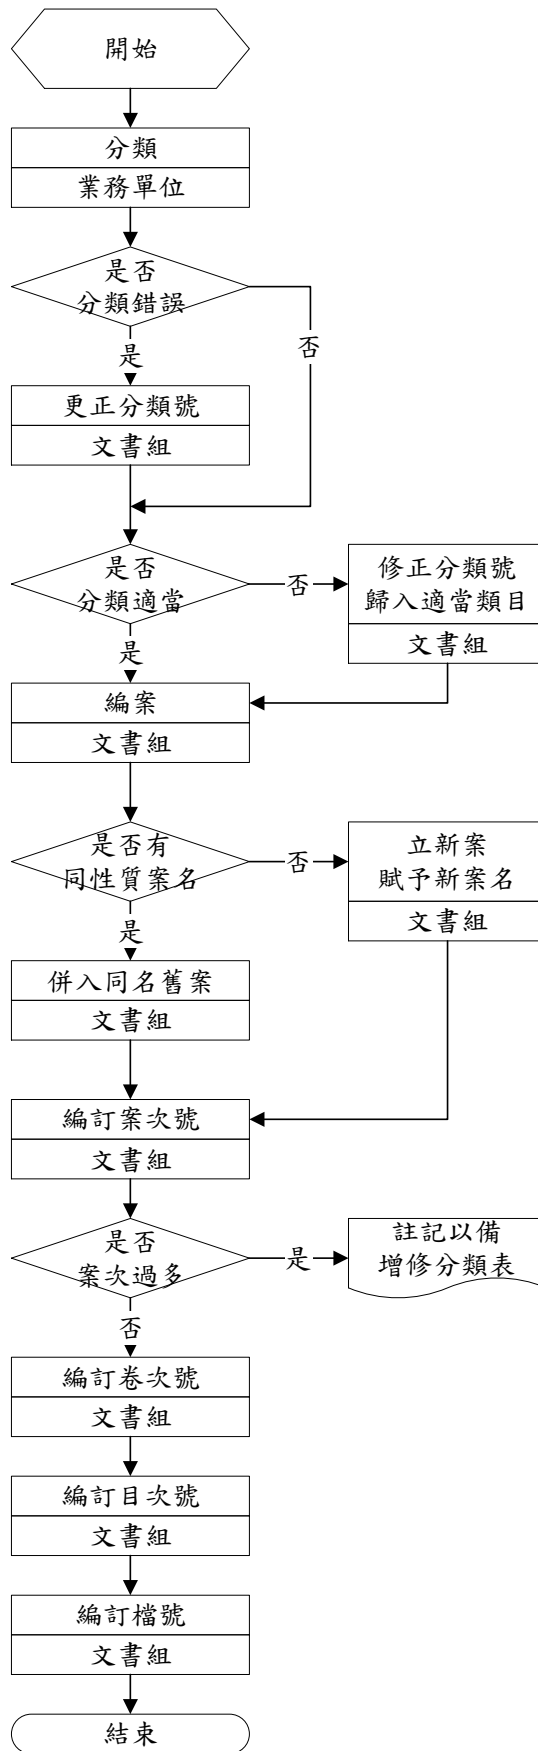 開始
分類
業務單位
是否
分類錯誤
否
是
更正分類號
文書組
是否
分類適當
否
修正分類號
歸入適當類目
文書組
是
編案
文書組
是否有
同性質案名
否
立新案
賦予新案名
文書組
是
併入同名舊案
文書組
編訂案次號
文書組
是否
案次過多
是
註記以備
增修分類表
否
編訂卷次號
文書組
編訂目次號
文書組
編訂檔號
文書組
結束